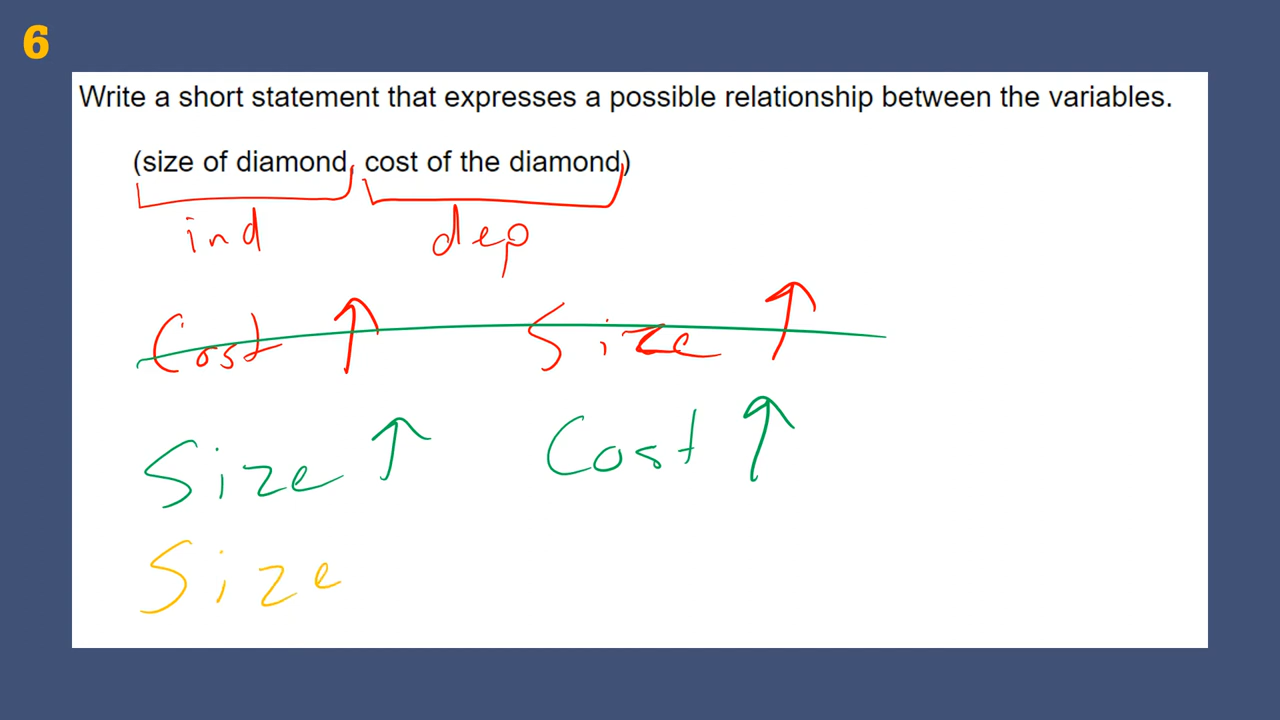 6
Write a short statement that expresses a possible relationship between the variables.
(size of diamond, cost of the diamond)
ind dep
Cost ↑ Size ↑
Size ↑ Cost ↑
Size